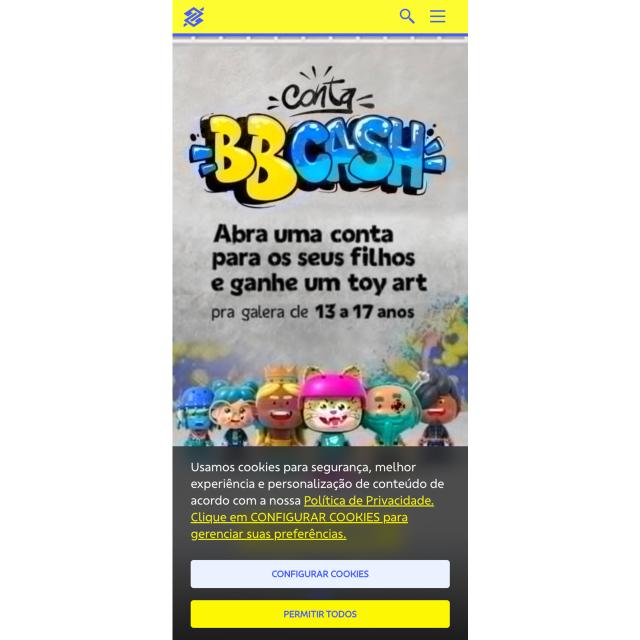 Conta
BB CASH
Abra uma conta
para os seus filhos
e ganhe um toy art
pra galera de 13 a 17 anos
Usamos cookies para segurança, melhor
experiência e personalização de conteúdo de
acordo com a nossa Política de Privacidade.
Clique em CONFIGURAR COOKIES para
gerenciar suas preferências.
CONFIGURAR COOKIES
PERMITIR TODOS